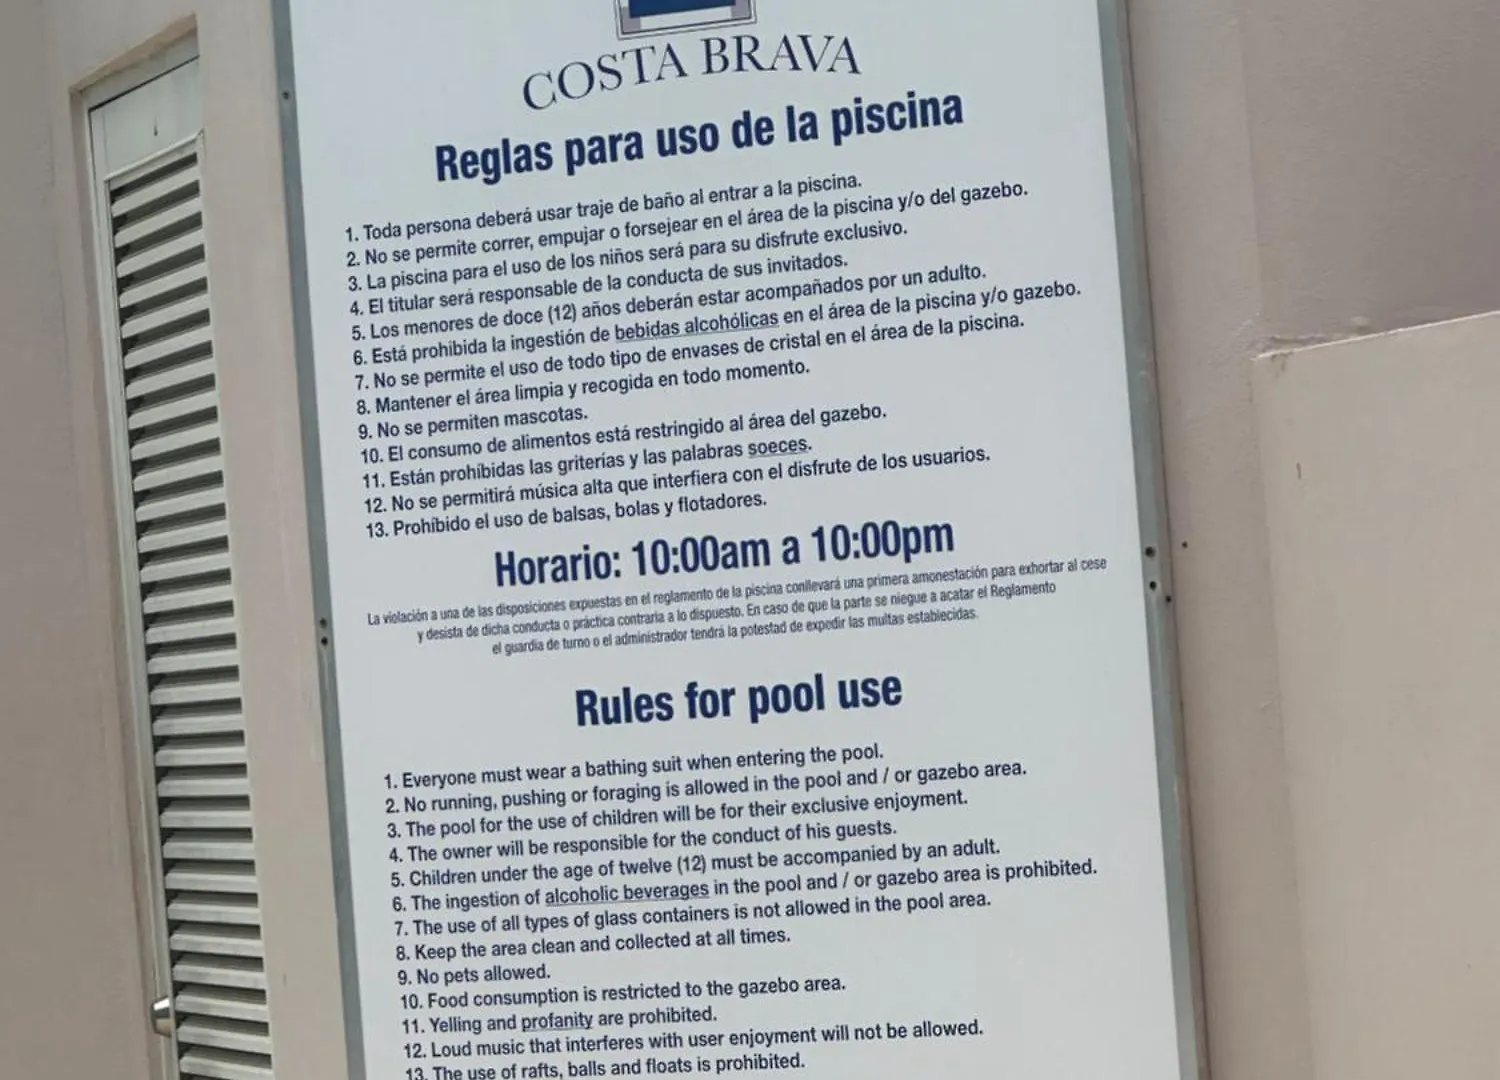 COSTA BRAVA
Reglas para uso de la piscina
1. Toda persona deberá usar traje de baño al entrar a la piscina.
2. No se permite correr, empujar o forsejear en el área de la piscina y/o del gazebo.
3. La piscina para el uso de los niños será para su disfrute exclusivo.
4. El titular será responsable de la conducta de sus invitados.
5. Los menores de doce (12) años deberán estar acompañados por un adulto.
6. Está prohibida la ingestión de bebidas alcohólicas en el área de la piscina y/o gazebo.
7. No se permite el uso de todo tipo de envases de cristal en el área de la piscina.
8. Mantener el área limpia y recogida en todo momento.
9. No se permiten mascotas.
10. El consumo de alimentos está restringido al área del gazebo.
11. Están prohíbidas las griterías y las palabras soeces.
12. No se permitirá música alta que interfiera con el disfrute de los usuarios.
13. Prohíbido el uso de balsas, bolas y flotadores.
Horario: 10:00am a 10:00pm
La violación a una de las disposiciones expuestas en el reglamento de la piscina conllevará una primera amonestación para exhortar al cese
y desista de dicha conducta o práctica contraria a lo dispuesto. En caso de que la parte se niegue a acatar el Reglamento
el guardia de turno o el administrador tendrá la potestad de expedir las multas establecidas.
Rules for pool use
1. Everyone must wear a bathing suit when entering the pool.
2. No running, pushing or foraging is allowed in the pool and / or gazebo area.
3. The pool for the use of children will be for their exclusive enjoyment.
4. The owner will be responsible for the conduct of his guests.
5. Children under the age of twelve (12) must be accompanied by an adult.
6. The ingestion of alcoholic beverages in the pool and / or gazebo area is prohibited.
7. The use of all types of glass containers is not allowed in the pool area.
8. Keep the area clean and collected at all times.
9. No pets allowed.
10. Food consumption is restricted to the gazebo area.
11. Yelling and profanity are prohibited.
12. Loud music that interferes with user enjoyment will not be allowed.
13. The use of rafts, balls and floats is prohibited.